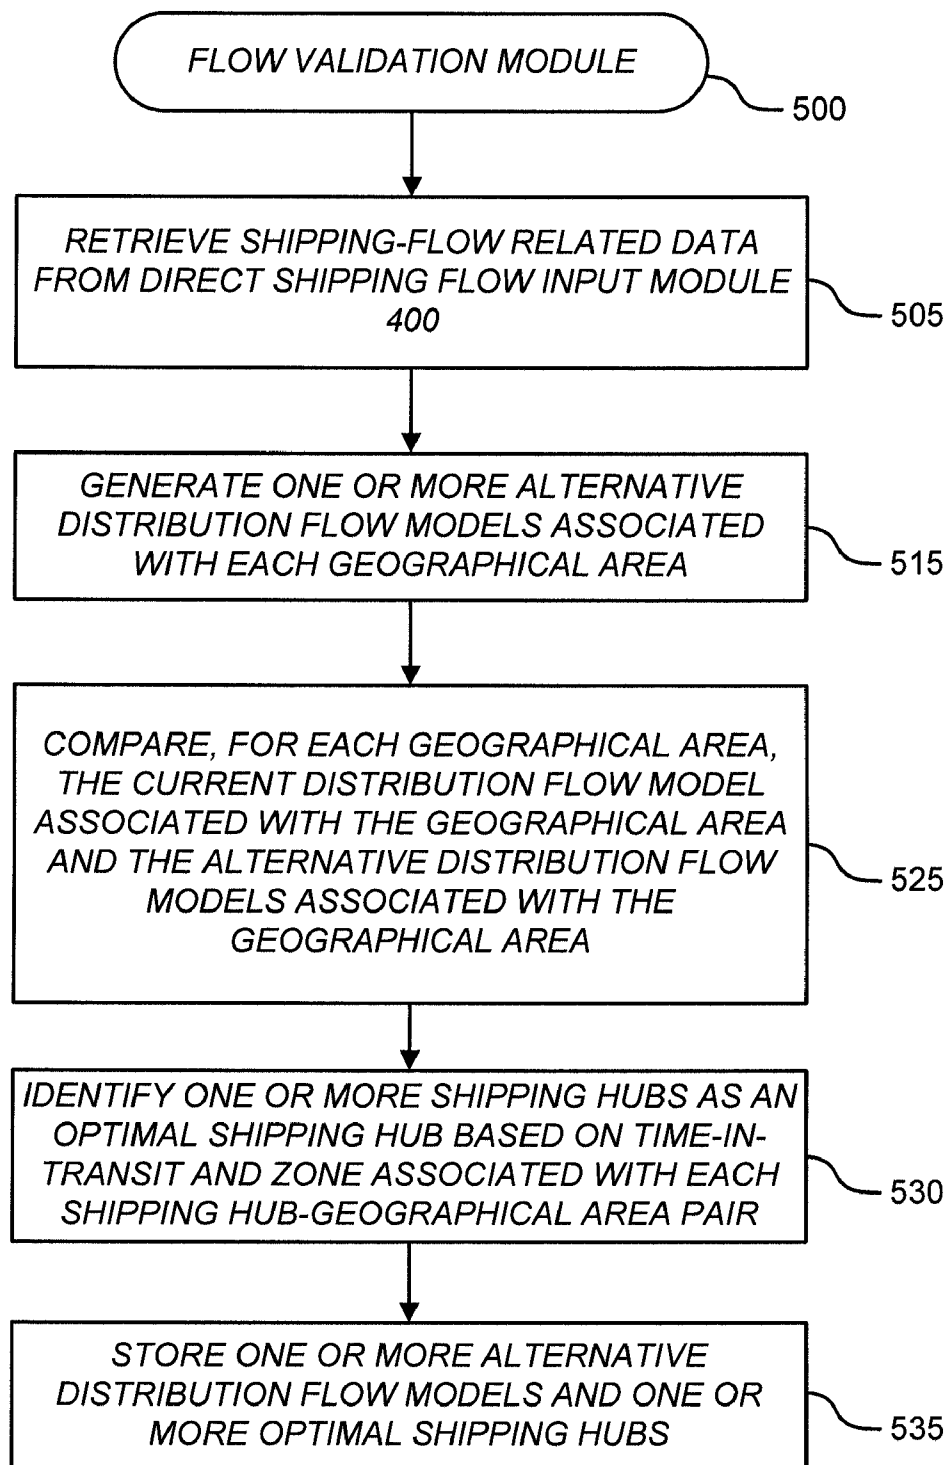 FLOW VALIDATION MODULE
500
RETRIEVE SHIPPING-FLOW RELATED DATA
FROM DIRECT SHIPPING FLOW INPUT MODULE
400
505
GENERATE ONE OR MORE ALTERNATIVE
DISTRIBUTION FLOW MODELS ASSOCIATED
WITH EACH GEOGRAPHICAL AREA
515
COMPARE, FOR EACH GEOGRAPHICAL AREA,
THE CURRENT DISTRIBUTION FLOW MODEL
ASSOCIATED WITH THE GEOGRAPHICAL AREA
AND THE ALTERNATIVE DISTRIBUTION FLOW
MODELS ASSOCIATED WITH THE
GEOGRAPHICAL AREA
525
IDENTIFY ONE OR MORE SHIPPING HUBS AS AN
OPTIMAL SHIPPING HUB BASED ON TIME-IN-
TRANSIT AND ZONE ASSOCIATED WITH EACH
SHIPPING HUB-GEOGRAPHICAL AREA PAIR
530
STORE ONE OR MORE ALTERNATIVE
DISTRIBUTION FLOW MODELS AND ONE OR
MORE OPTIMAL SHIPPING HUBS
535